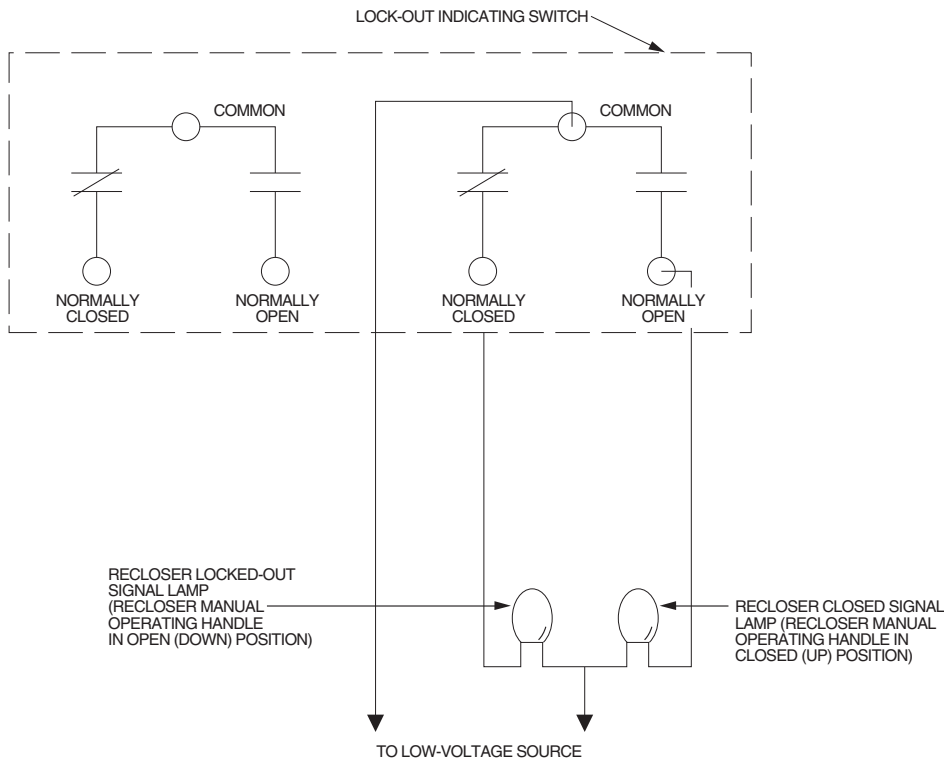 LOCK-OUT INDICATING SWITCH
COMMON
COMMON
NORMALLY
CLOSED
NORMALLY
OPEN
NORMALLY
CLOSED
NORMALLY
OPEN
RECLOSER LOCKED-OUT
SIGNAL LAMP
(RECLOSER MANUAL
OPERATING HANDLE
IN OPEN (DOWN) POSITION)
RECLOSER CLOSED SIGNAL
LAMP (RECLOSER MANUAL
OPERATING HANDLE IN
CLOSED (UP) POSITION)
TO LOW-VOLTAGE SOURCE